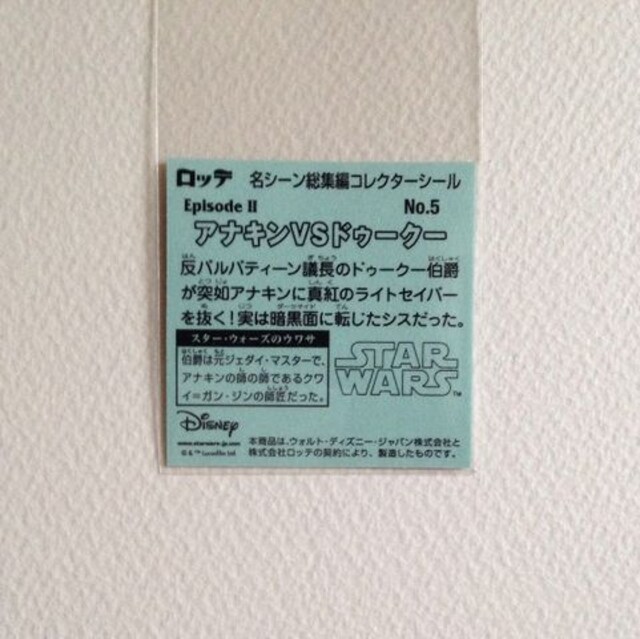 ロッテ 名シーン総集編コレクターシール
Episode II No.5
アナキンVSドゥークー
反パルパティーン議長のドゥークー伯爵
が突如アナキンに真紅のライトセイバー
を抜く!実は暗黒面に転じたシスだった。
スター・ウォーズのウワサ
伯爵は元ジェダイ・マスターで、
アナキンの師の師であるクワ
イ=ガン・ジンの師匠だった。
STAR
WARS™
Disney
www.starwars-jp.com
© & ™ Lucasfilm Ltd.
本商品は、ウォルト・ディズニー・ジャパン株式会社と
株式会社ロッテの契約により、製造したものです。